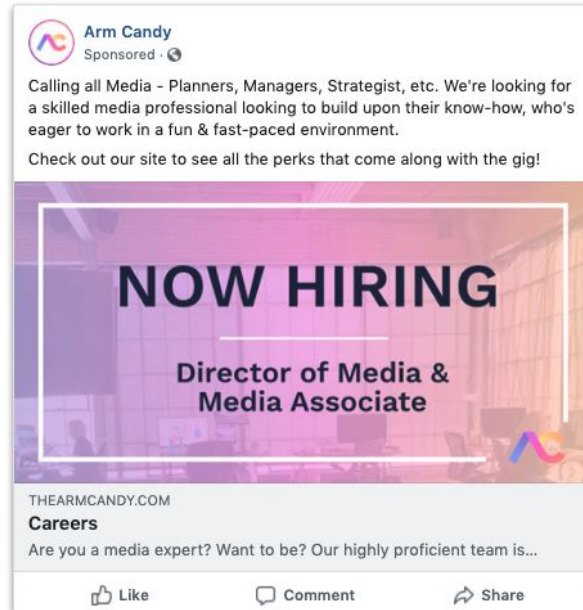 Arm Candy
Sponsored ·
Calling all Media - Planners, Managers, Strategist, etc. We're looking for
a skilled media professional looking to build upon their know-how, who's
eager to work in a fun & fast-paced environment.
Check out our site to see all the perks that come along with the gig!
NOW HIRING
Director of Media &
Media Associate
AC
THEARMCANDY.COM
Careers
Are you a media expert? Want to be? Our highly proficient team is...
Like Comment Share